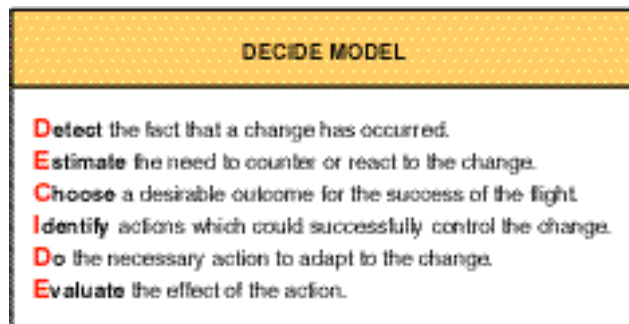 DECIDE MODEL
Detect the fact that a change has occurred.
Estimate the need to counter or react to the change.
Choose a desirable outcome for the success of the flight.
Identify actions which could successfully control the change.
Do the necessary action to adapt to the change.
Evaluate the effect of the action.